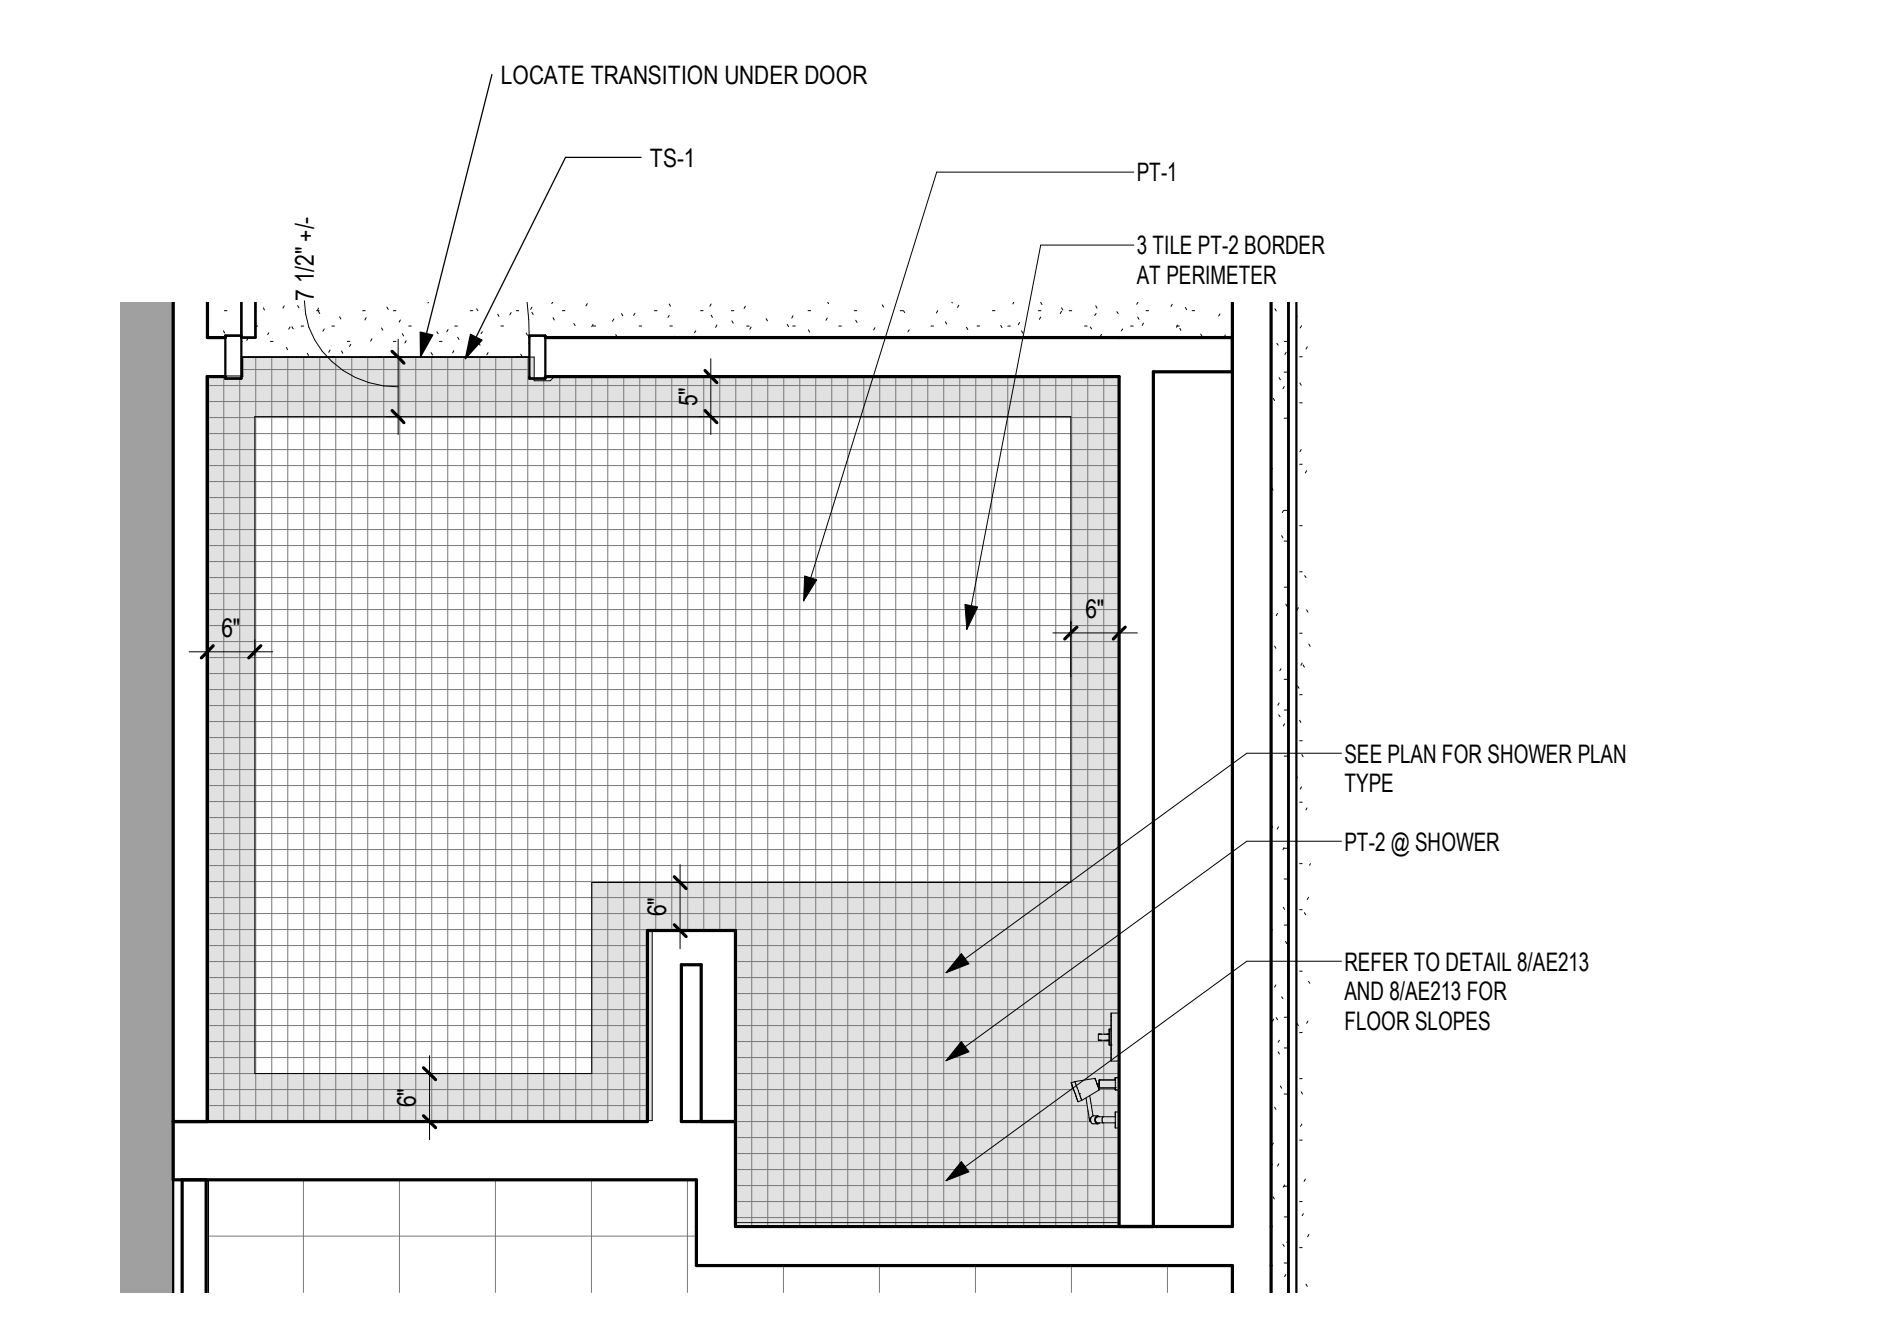 LOCATE TRANSITION UNDER DOOR
TS-1
PT-1
7 1/2" +/-
3 TILE PT-2 BORDER
AT PERIMETER
5"
6"
6"
SEE PLAN FOR SHOWER PLAN
TYPE
PT-2 @ SHOWER
6"
REFER TO DETAIL 8/AE213
AND 8/AE213 FOR
FLOOR SLOPES
6"